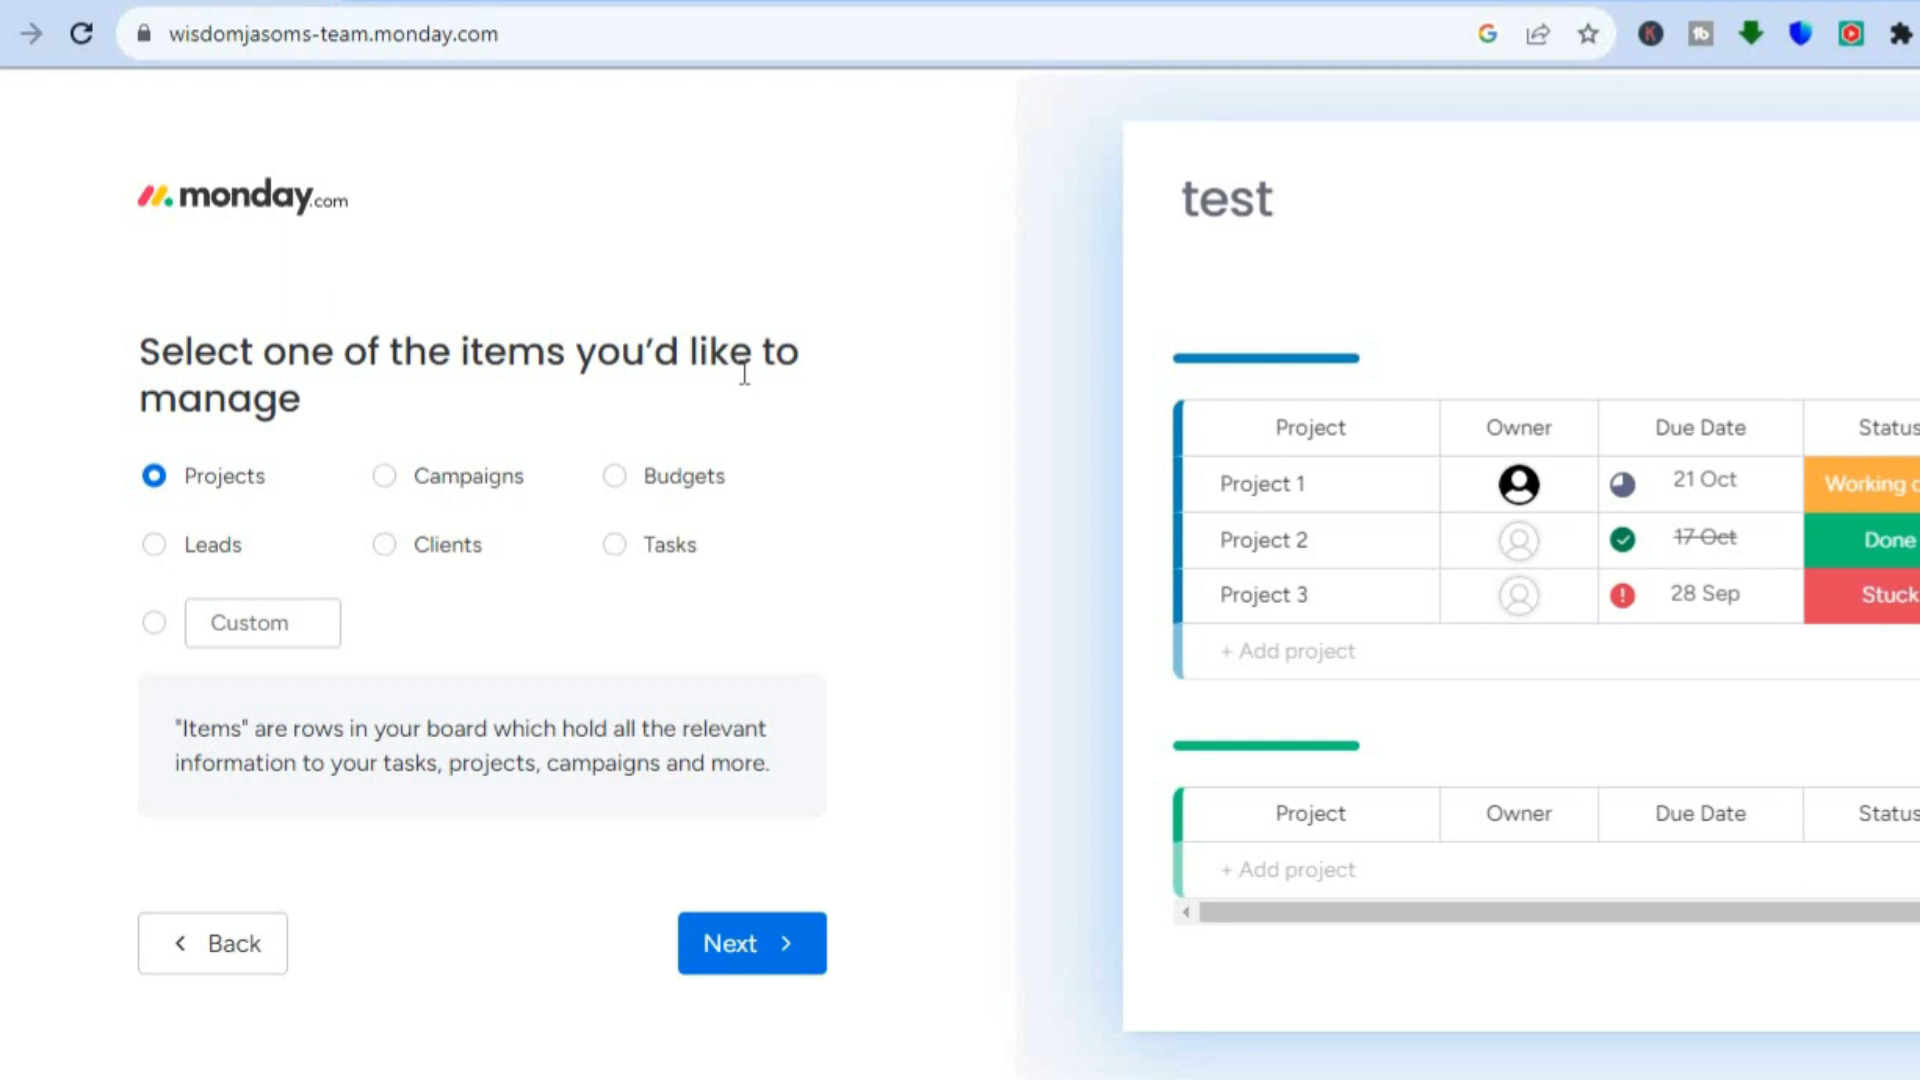 wisdomjasoms-team.monday.com
monday.com
test
Select one of the items you'd like to
manage
Projects Campaigns Budgets
Leads Clients Tasks
Custom
"Items" are rows in your board which hold all the relevant
information to your tasks, projects, campaigns and more.
Back Next
Project Owner Due Date Status
Project 1 21 Oct Working
Project 2 17 Oct Done
Project 3 28 Sep Stuck
+ Add project
Project Owner Due Date Status
+ Add project